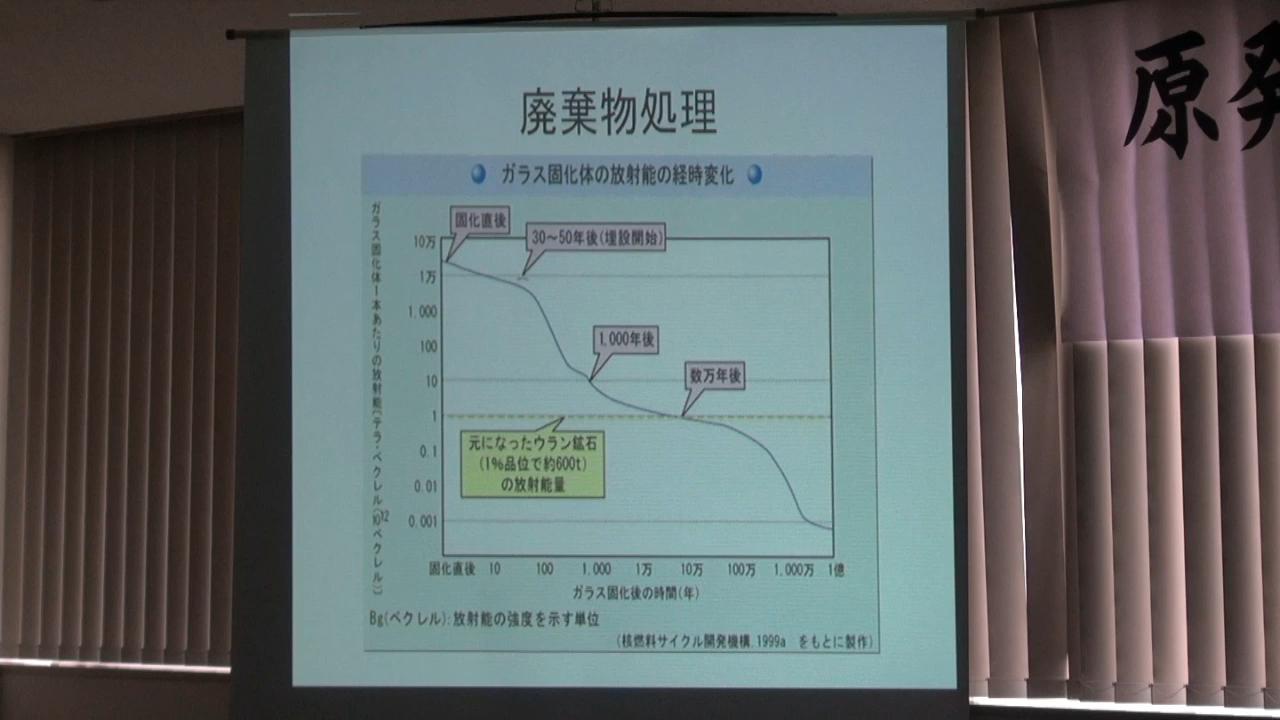 原発
廃棄物処理
ガラス固化体の放射能の経時変化
ガラス固化体1本あたりの放射能(テラ・ベクレル(10¹²ベクレル))
固化直後
30～50年後(埋設開始)
1,000年後
数万年後
元になったウラン鉱石
(1%品位で約600t)
の放射能量
10万
1万
1.000
100
10
1
0.1
0.01
0.001
固化直後 10 100 1.000 1万 10万 100万 1.000万 1億
ガラス固化後の時間(年)
Bg(ベクレル):放射能の強度を示す単位
(核燃料サイクル開発機構.1999a をもとに製作)